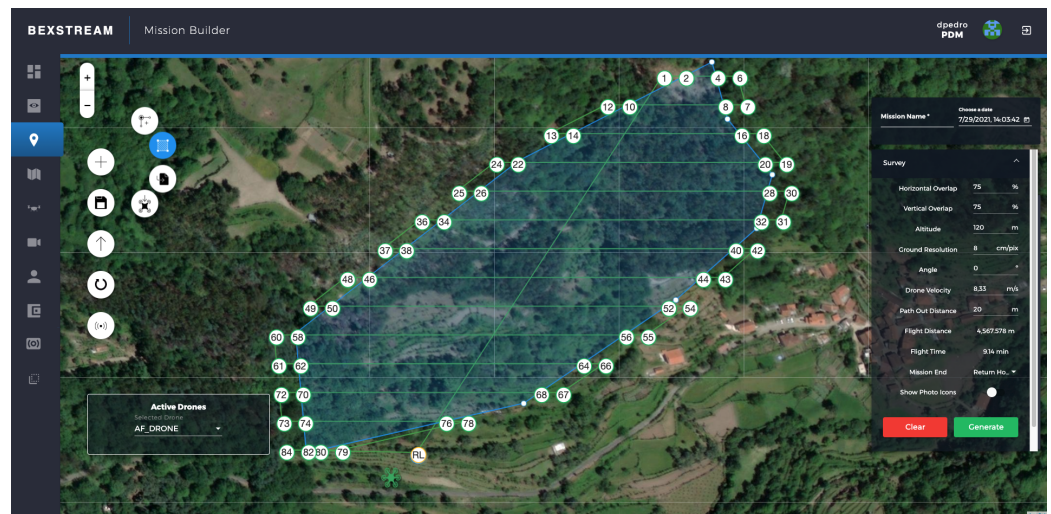 BEXSTREAM Mission Builder dpedro
PDM
+
−
1 2 4 6
12 10 8 7
13 14 16 18
24 22 20 19
25 26 28 30
36 34 32 31
37 38 40 42
48 46 44 43
49 50 52 54
60 58 56 55
61 62 64 66
72 70 68 67
73 74 76 78
84 82 80 79 RL
Mission Name *
Choose a date
7/29/2021, 14:03:42
Survey
Horizontal Overlap 75 %
Vertical Overlap 75 %
Altitude 120 m
Ground Resolution 8 cm/pix
Angle 0 °
Drone Velocity 8,33 m/s
Path Out Distance 20 m
Flight Distance 4,567.578 m
Flight Time 9.14 min
Mission End Return Ho...
Show Photo Icons
Clear Generate
Active Drones
Selected Drone
AF_DRONE